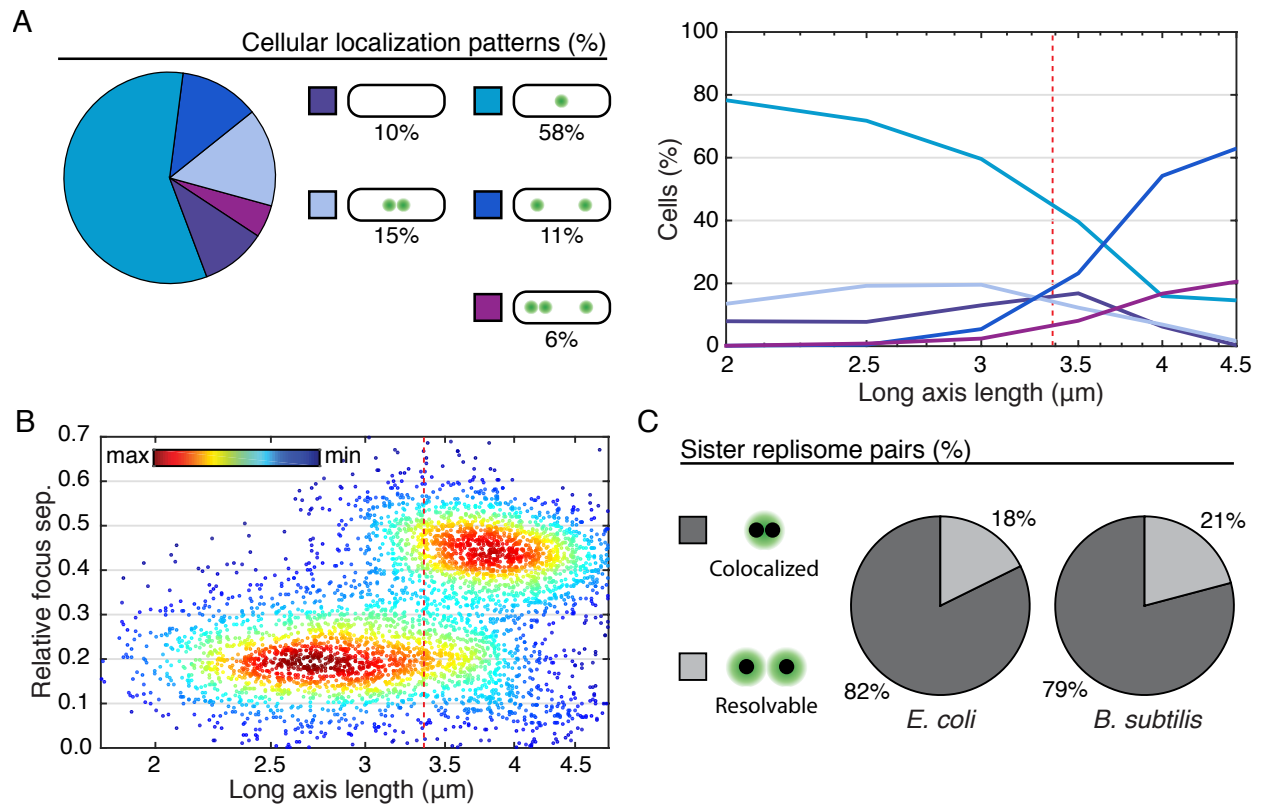 A
Cellular localization patterns (%)
10%
58%
15%
11%
6%
100
80
60
40
20
0
Cells (%)
2 2.5 3 3.5 4 4.5
Long axis length (μm)
B
0.7
0.6
0.5
0.4
0.3
0.2
0.1
0.0
max min
Relative focus sep.
2 2.5 3 3.5 4 4.5
Long axis length (μm)
C
Sister replisome pairs (%)
Colocalized
Resolvable
18%
82%
E. coli
21%
79%
B. subtilis